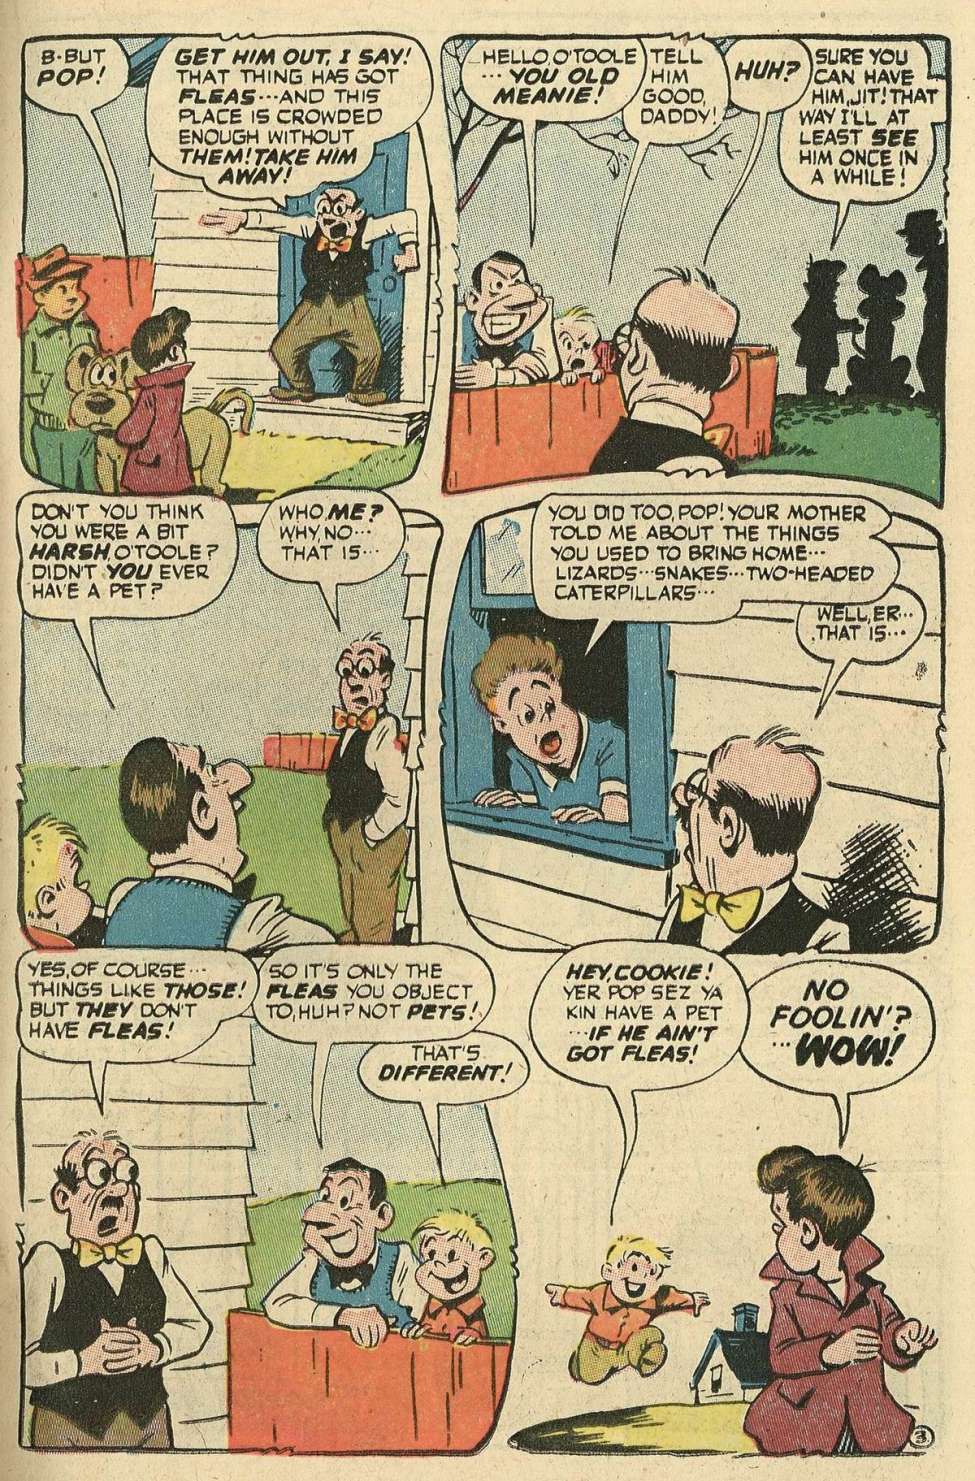 B-BUT
POP!
GET HIM OUT, I SAY!
THAT THING HAS GOT
FLEAS---AND THIS
PLACE IS CROWDED
ENOUGH WITHOUT
THEM! TAKE HIM
AWAY!
HELLO, O'TOOLE
--- YOU OLD
MEANIE!
TELL
HIM
GOOD,
DADDY!
HUH?
SURE YOU
CAN HAVE
HIM, JIT! THAT
WAY I'LL AT
LEAST SEE
HIM ONCE IN
A WHILE!
DON'T YOU THINK
YOU WERE A BIT
HARSH, O'TOOLE?
DIDN'T YOU EVER
HAVE A PET?
WHO, ME?
WHY, NO---
THAT IS---
YOU DID TOO, POP! YOUR MOTHER
TOLD ME ABOUT THE THINGS
YOU USED TO BRING HOME---
LIZARDS---SNAKES---TWO-HEADED
CATERPILLARS---
WELL, ER---
THAT IS---
YES, OF COURSE---
THINGS LIKE THOSE!
BUT THEY DON'T
HAVE FLEAS!
SO IT'S ONLY THE
FLEAS YOU OBJECT
TO, HUH? NOT PETS!
THAT'S
DIFFERENT!
HEY, COOKIE!
YER POP SEZ YA
KIN HAVE A PET
---IF HE AIN'T
GOT FLEAS!
NO
FOOLIN'?
---WOW!
3